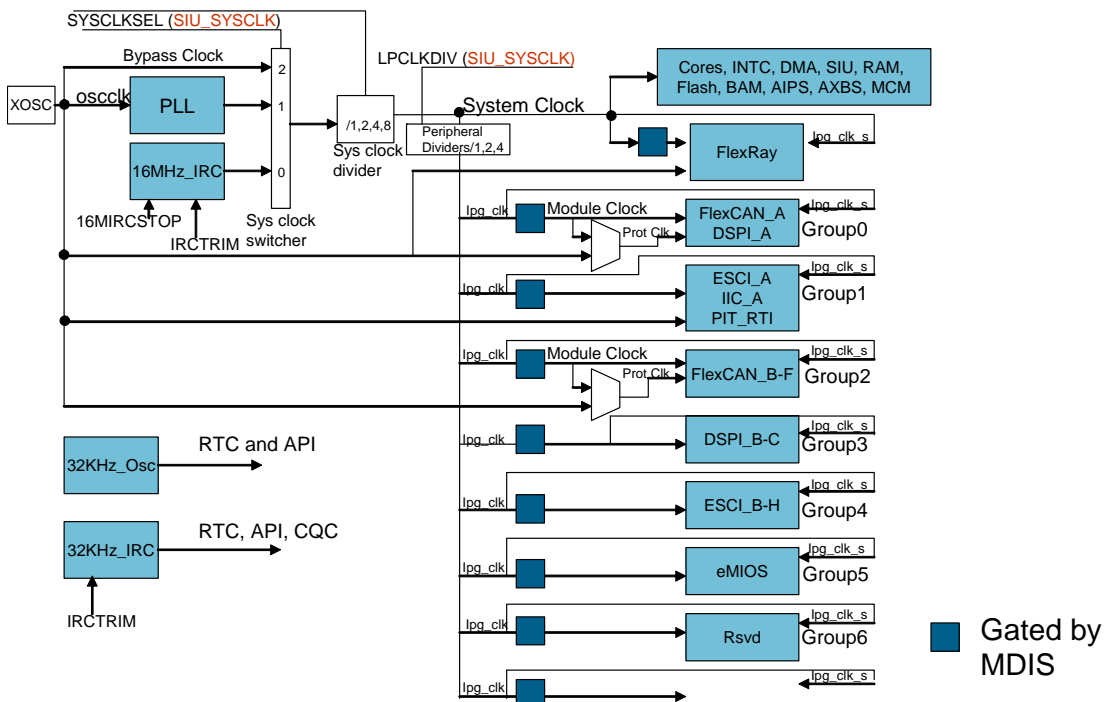 SYSCLKSEL (SIU_SYSCLK)
Bypass Clock
LPCLKDIV (SIU_SYSCLK)
XOSC
oscclk
PLL
2
1
0
16MHz_IRC
16MIRCSTOP
IRCTRIM
Sys clock
switcher
/1,2,4,8
Sys clock
divider
System Clock
Peripheral
Dividers/1,2,4
Cores, INTC, DMA, SIU, RAM,
Flash, BAM, AIPS, AXBS, MCM
Ipg_clk_s
FlexRay
Ipg_clk
Module Clock
Prot Clk
FlexCAN_A
DSPI_A
Ipg_clk_s
Group0
Ipg_clk
ESCI_A
IIC_A
PIT_RTI
Ipg_clk_s
Group1
Ipg_clk
Module Clock
Prot Clk
FlexCAN_B-F
Ipg_clk_s
Group2
Ipg_clk
DSPI_B-C
Ipg_clk_s
Group3
Ipg_clk
ESCI_B-H
Ipg_clk_s
Group4
Ipg_clk
eMIOS
Ipg_clk_s
Group5
Ipg_clk
Rsvd
Ipg_clk_s
Group6
Ipg_clk
Ipg_clk_s
32KHz_Osc
RTC and API
32KHz_IRC
RTC, API, CQC
IRCTRIM
Gated by
MDIS